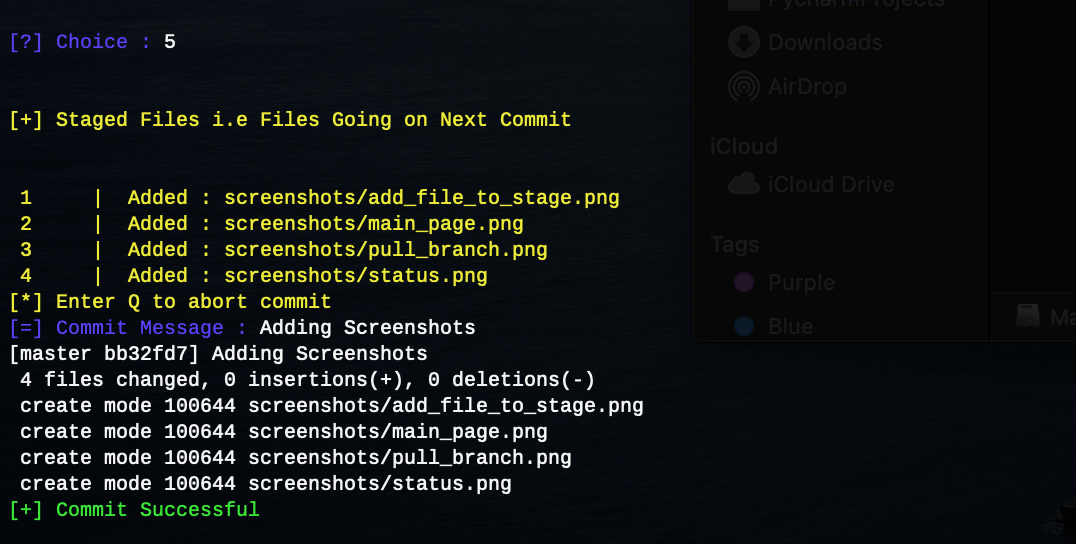 [?] Choice : 5
[+] Staged Files i.e Files Going on Next Commit
1 | Added : screenshots/add_file_to_stage.png
2 | Added : screenshots/main_page.png
3 | Added : screenshots/pull_branch.png
4 | Added : screenshots/status.png
[*] Enter Q to abort commit
[=] Commit Message : Adding Screenshots
[master bb32fd7] Adding Screenshots
4 files changed, 0 insertions(+), 0 deletions(-)
create mode 100644 screenshots/add_file_to_stage.png
create mode 100644 screenshots/main_page.png
create mode 100644 screenshots/pull_branch.png
create mode 100644 screenshots/status.png
[+] Commit Successful
PycharmProjects
Downloads
AirDrop
iCloud
iCloud Drive
Tags
Purple
Blue